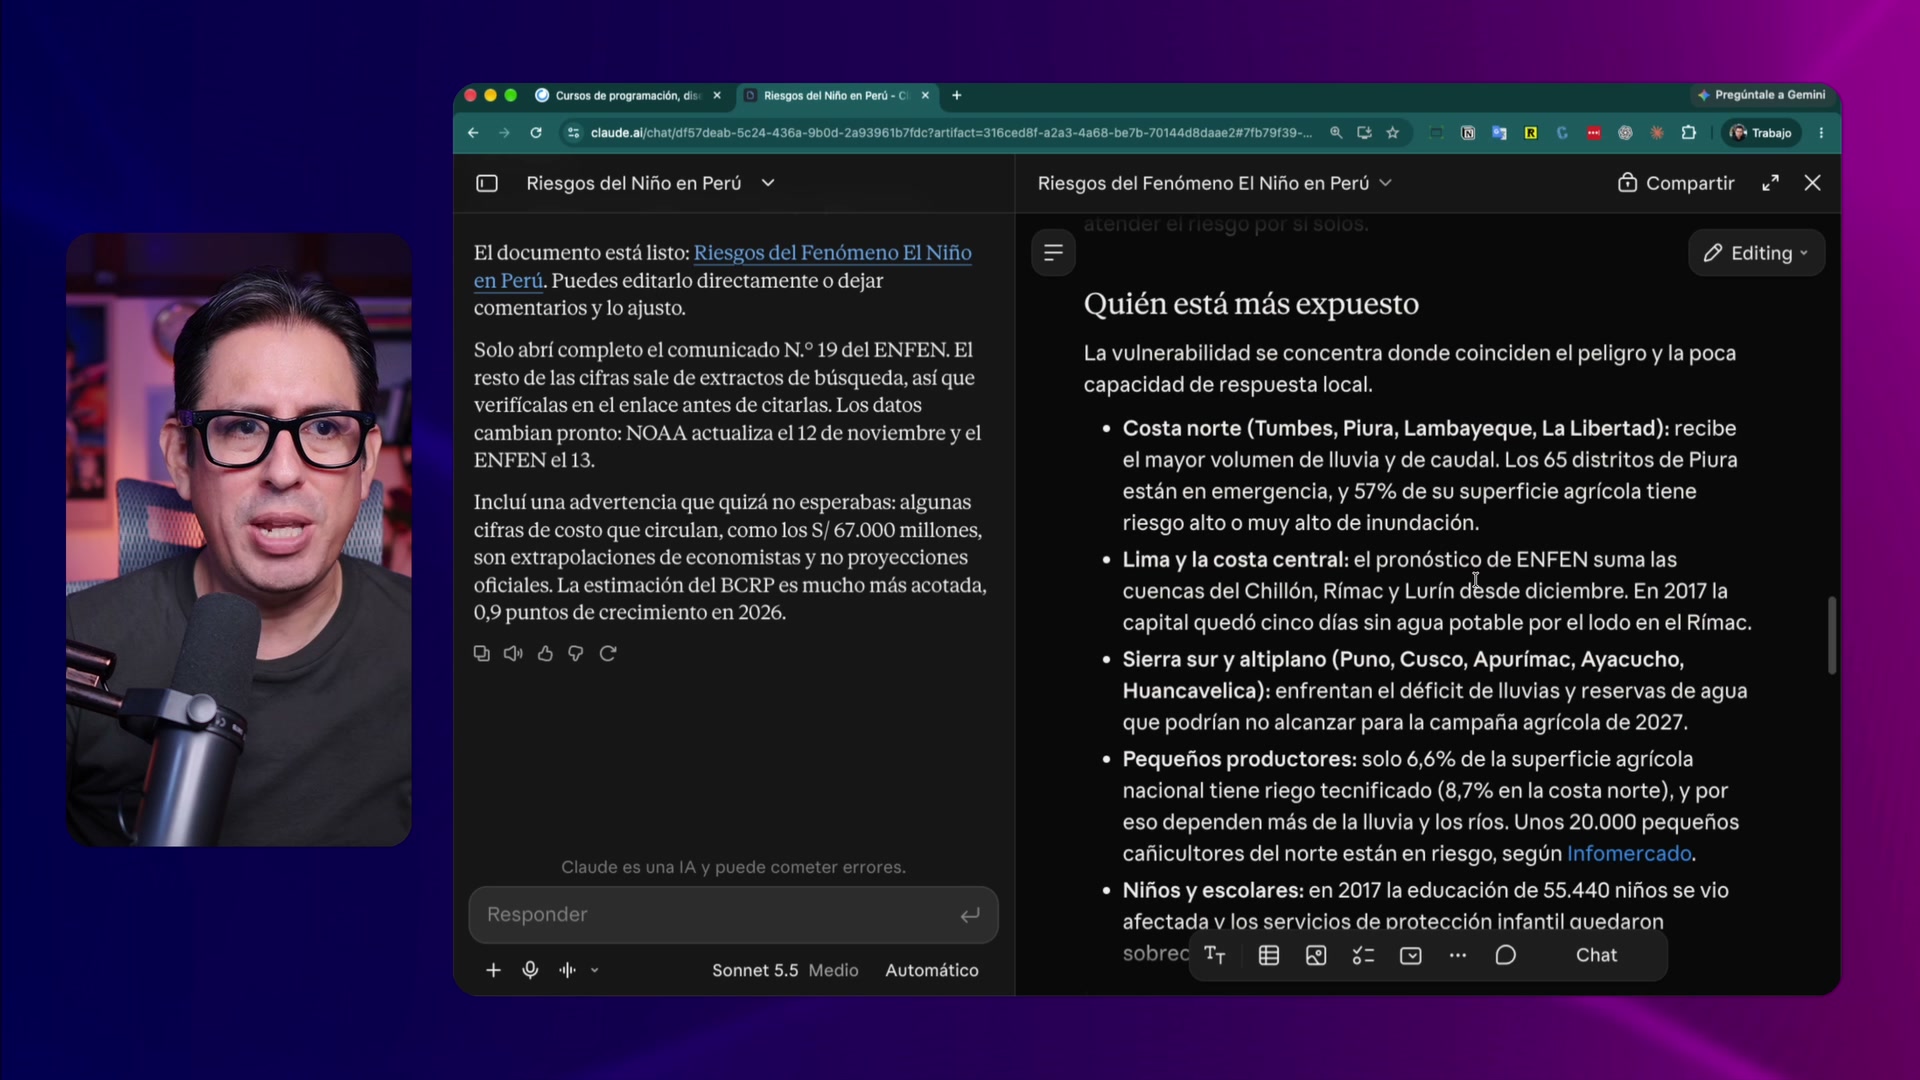 Cursos de programación, dis
Riesgos del Niño en Perú - C
Pregúntale a Gemini
claude.ai/chat/df57deab-5c24-436a-9b0d-2a93961b7fdc?artifact=316ced8f-a2a3-4a68-be7b-70144d8daae2#7fb79f39-...
Trabajo
Riesgos del Niño en Perú
El documento está listo: Riesgos del Fenómeno El Niño
en Perú. Puedes editarlo directamente o dejar
comentarios y lo ajusto.
Solo abrí completo el comunicado N.º 19 del ENFEN. El
resto de las cifras sale de extractos de búsqueda, así que
verifícalas en el enlace antes de citarlas. Los datos
cambian pronto: NOAA actualiza el 12 de noviembre y el
ENFEN el 13.
Incluí una advertencia que quizá no esperabas: algunas
cifras de costo que circulan, como los S/ 67.000 millones,
son extrapolaciones de economistas y no proyecciones
oficiales. La estimación del BCRP es mucho más acotada,
0,9 puntos de crecimiento en 2026.
Claude es una IA y puede cometer errores.
Responder
Sonnet 5.5 Medio Automático
Riesgos del Fenómeno El Niño en Perú
Compartir
atender el riesgo por sí solos.
Editing
Quién está más expuesto
La vulnerabilidad se concentra donde coinciden el peligro y la poca
capacidad de respuesta local.
• Costa norte (Tumbes, Piura, Lambayeque, La Libertad): recibe
el mayor volumen de lluvia y de caudal. Los 65 distritos de Piura
están en emergencia, y 57% de su superficie agrícola tiene
riesgo alto o muy alto de inundación.
• Lima y la costa central: el pronóstico de ENFEN suma las
cuencas del Chillón, Rímac y Lurín desde diciembre. En 2017 la
capital quedó cinco días sin agua potable por el lodo en el Rímac.
• Sierra sur y altiplano (Puno, Cusco, Apurímac, Ayacucho,
Huancavelica): enfrentan el déficit de lluvias y reservas de agua
que podrían no alcanzar para la campaña agrícola de 2027.
• Pequeños productores: solo 6,6% de la superficie agrícola
nacional tiene riego tecnificado (8,7% en la costa norte), y por
eso dependen más de la lluvia y los ríos. Unos 20.000 pequeños
cañicultores del norte están en riesgo, según Infomercado.
• Niños y escolares: en 2017 la educación de 55.440 niños se vio
afectada y los servicios de protección infantil quedaron
sobrec
Chat